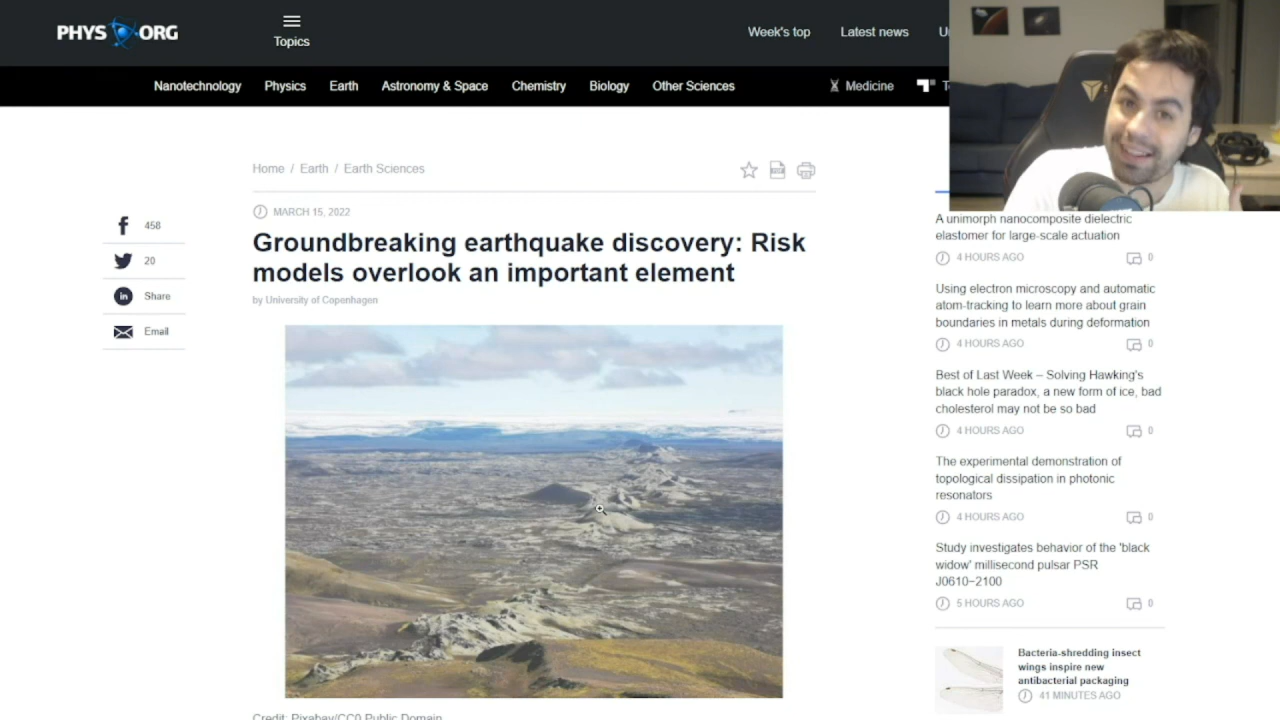 PHYS ORG
Topics
Week's top
Latest news
Nanotechnology
Physics
Earth
Astronomy & Space
Chemistry
Biology
Other Sciences
Medicine
Home / Earth / Earth Sciences
MARCH 15, 2022
Groundbreaking earthquake discovery: Risk
models overlook an important element
by University of Copenhagen
458
20
Share
Email
Credit: Pixabay/CC0 Public Domain
A unimorph nanocomposite dielectric
elastomer for large-scale actuation
4 HOURS AGO
0
Using electron microscopy and automatic
atom-tracking to learn more about grain
boundaries in metals during deformation
4 HOURS AGO
0
Best of Last Week – Solving Hawking's
black hole paradox, a new form of ice, bad
cholesterol may not be so bad
4 HOURS AGO
0
The experimental demonstration of
topological dissipation in photonic
resonators
4 HOURS AGO
0
Study investigates behavior of the 'black
widow' millisecond pulsar PSR
J0610−2100
5 HOURS AGO
0
Bacteria-shredding insect
wings inspire new
antibacterial packaging
41 MINUTES AGO